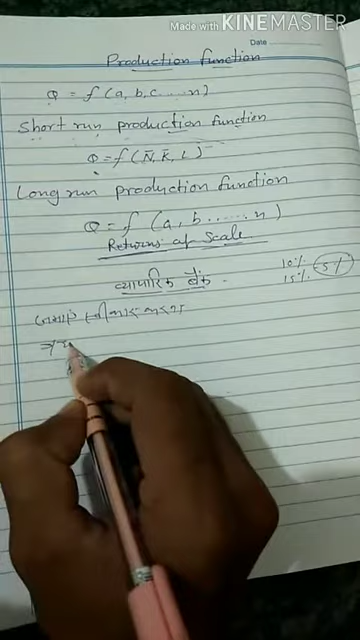 Made with KINEMASTER
Date
Production function
Q = f (a, b, c......n)
Short run production function
Q = f (N̄, K̄, L)
Long run production function
Q = f (a, b ...... n)
Returns of Scale
व्यापारिक बैंक -
10%
15% 5%